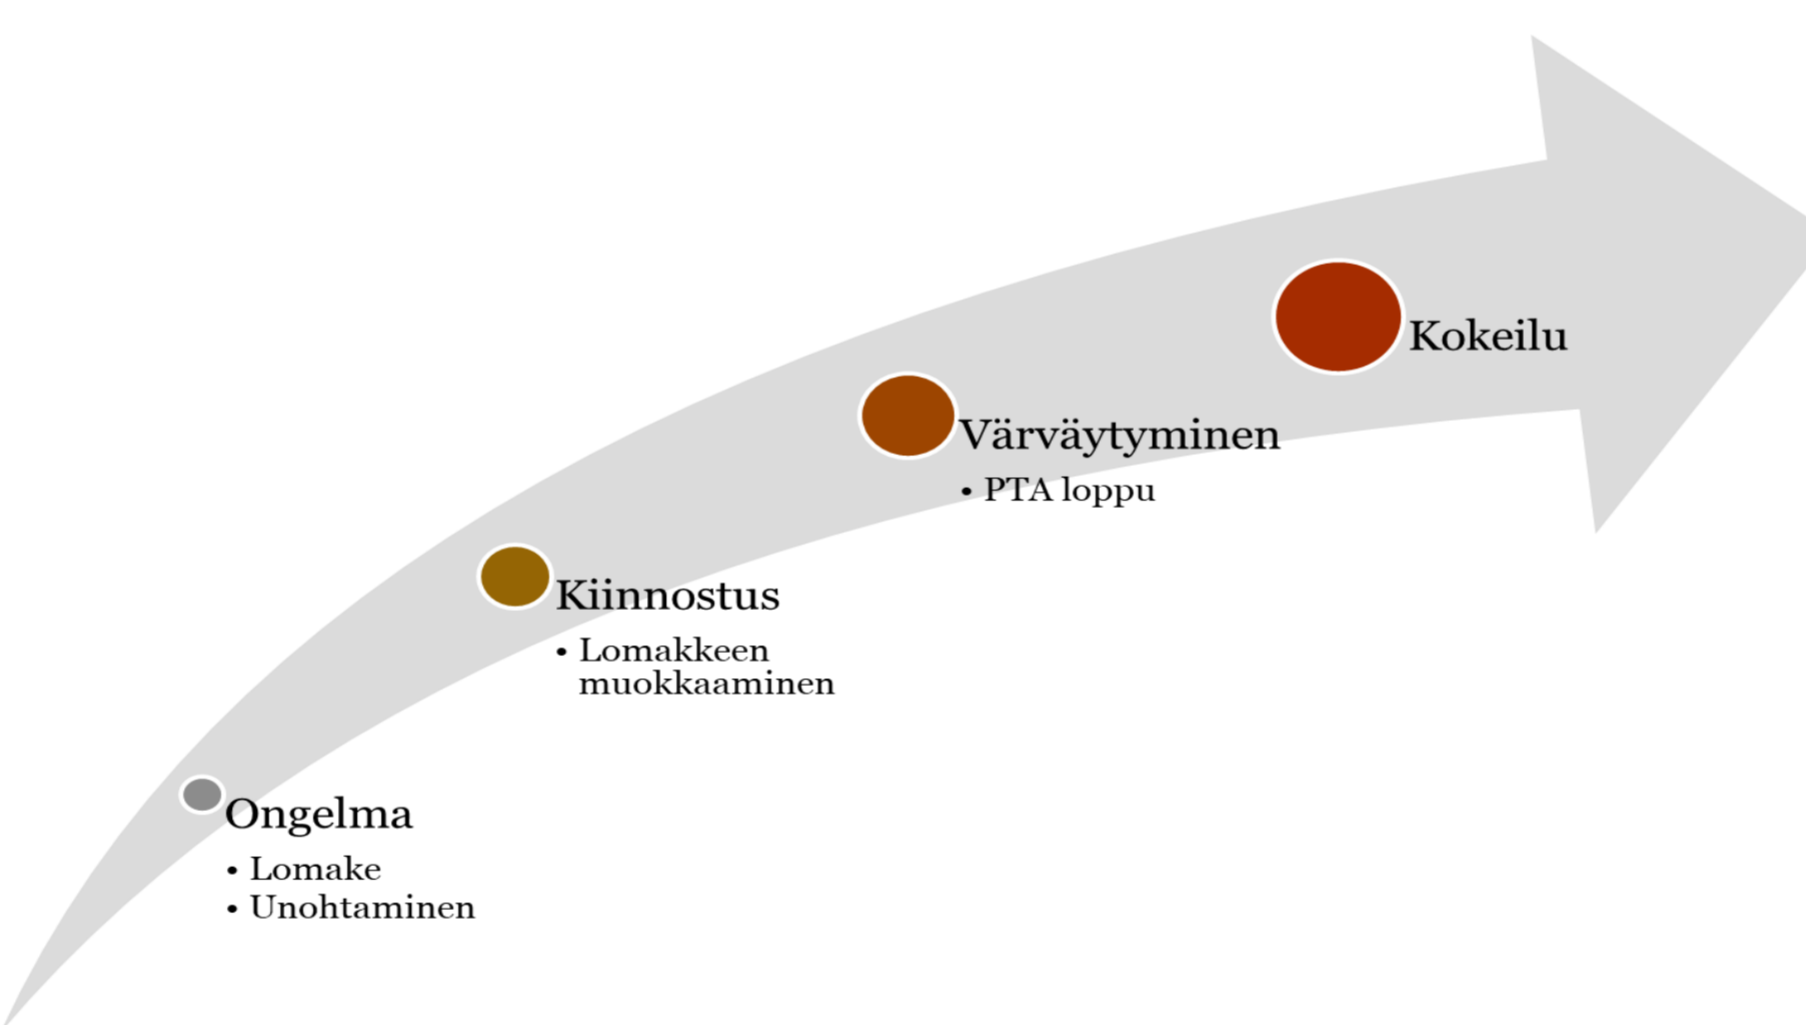 Ongelma
• Lomake
• Unohtaminen
Kiinnostus
• Lomakkeen
muokkaaminen
Värväytyminen
• PTA loppu
Kokeilu